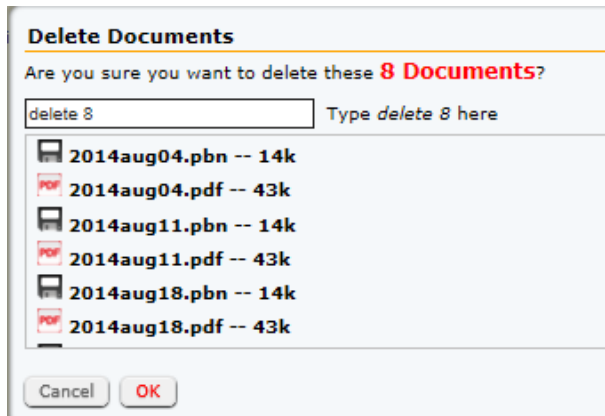 Delete Documents
Are you sure you want to delete these 8 Documents?
delete 8 Type delete 8 here
2014aug04.pbn -- 14k
PDF 2014aug04.pdf -- 43k
2014aug11.pbn -- 14k
PDF 2014aug11.pdf -- 43k
2014aug18.pbn -- 14k
PDF 2014aug18.pdf -- 43k
Cancel OK